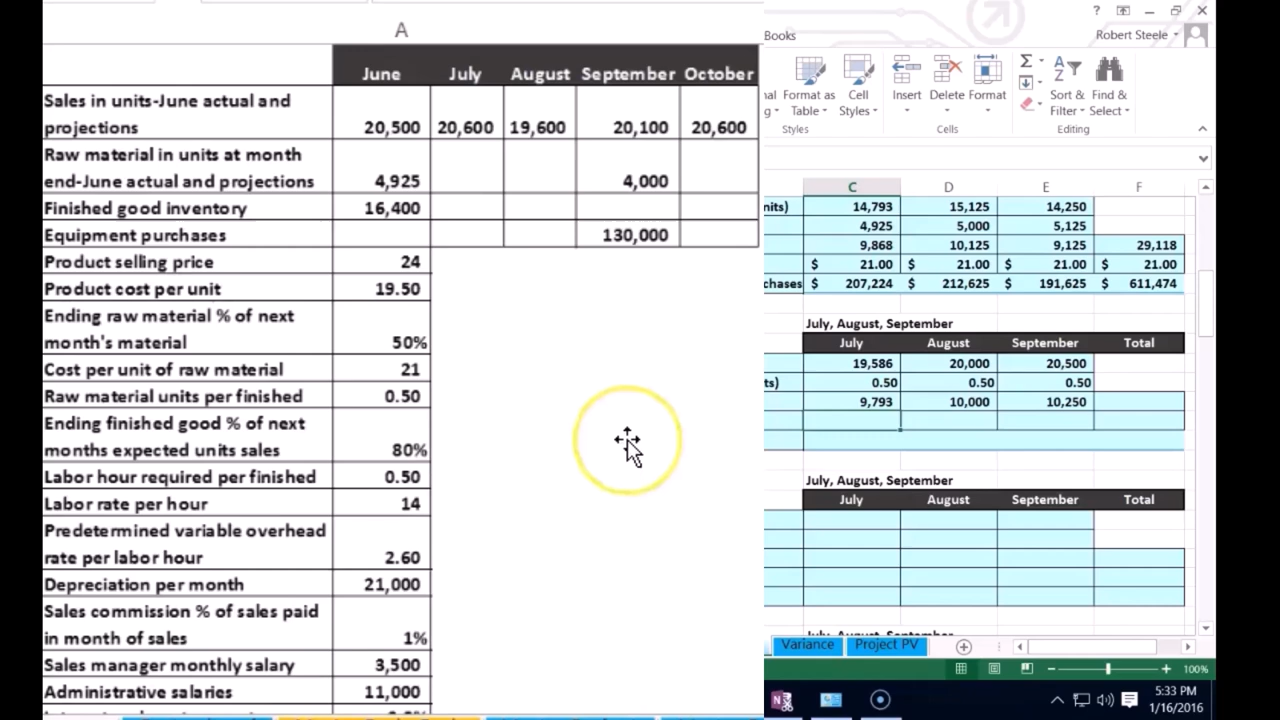 A
June July August September October
Sales in units-June actual and
projections 20,500 20,600 19,600 20,100 20,600
Raw material in units at month
end-June actual and projections 4,925 4,000
Finished good inventory 16,400
Equipment purchases 130,000
Product selling price 24
Product cost per unit 19.50
Ending raw material % of next
month's material 50%
Cost per unit of raw material 21
Raw material units per finished 0.50
Ending finished good % of next
months expected units sales 80%
Labor hour required per finished 0.50
Labor rate per hour 14
Predetermined variable overhead
rate per labor hour 2.60
Depreciation per month 21,000
Sales commission % of sales paid
in month of sales 1%
Sales manager monthly salary 3,500
Administrative salaries 11,000
?
Books Robert Steele
Format as Cell Insert Delete Format Sort & Find &
Table Styles Filter Select
Styles Cells Editing
C D E F
nits) 14,793 15,125 14,250
4,925 5,000 5,125
9,868 10,125 9,125 29,118
$ 21.00 $ 21.00 $ 21.00 $ 21.00
chases $ 207,224 $ 212,625 $ 191,625 $ 611,474
July, August, September
July August September Total
19,586 20,000 20,500
ts) 0.50 0.50 0.50
9,793 10,000 10,250
July, August, September
July August September Total
Variance Project PV
100%
5:33 PM
1/16/2016